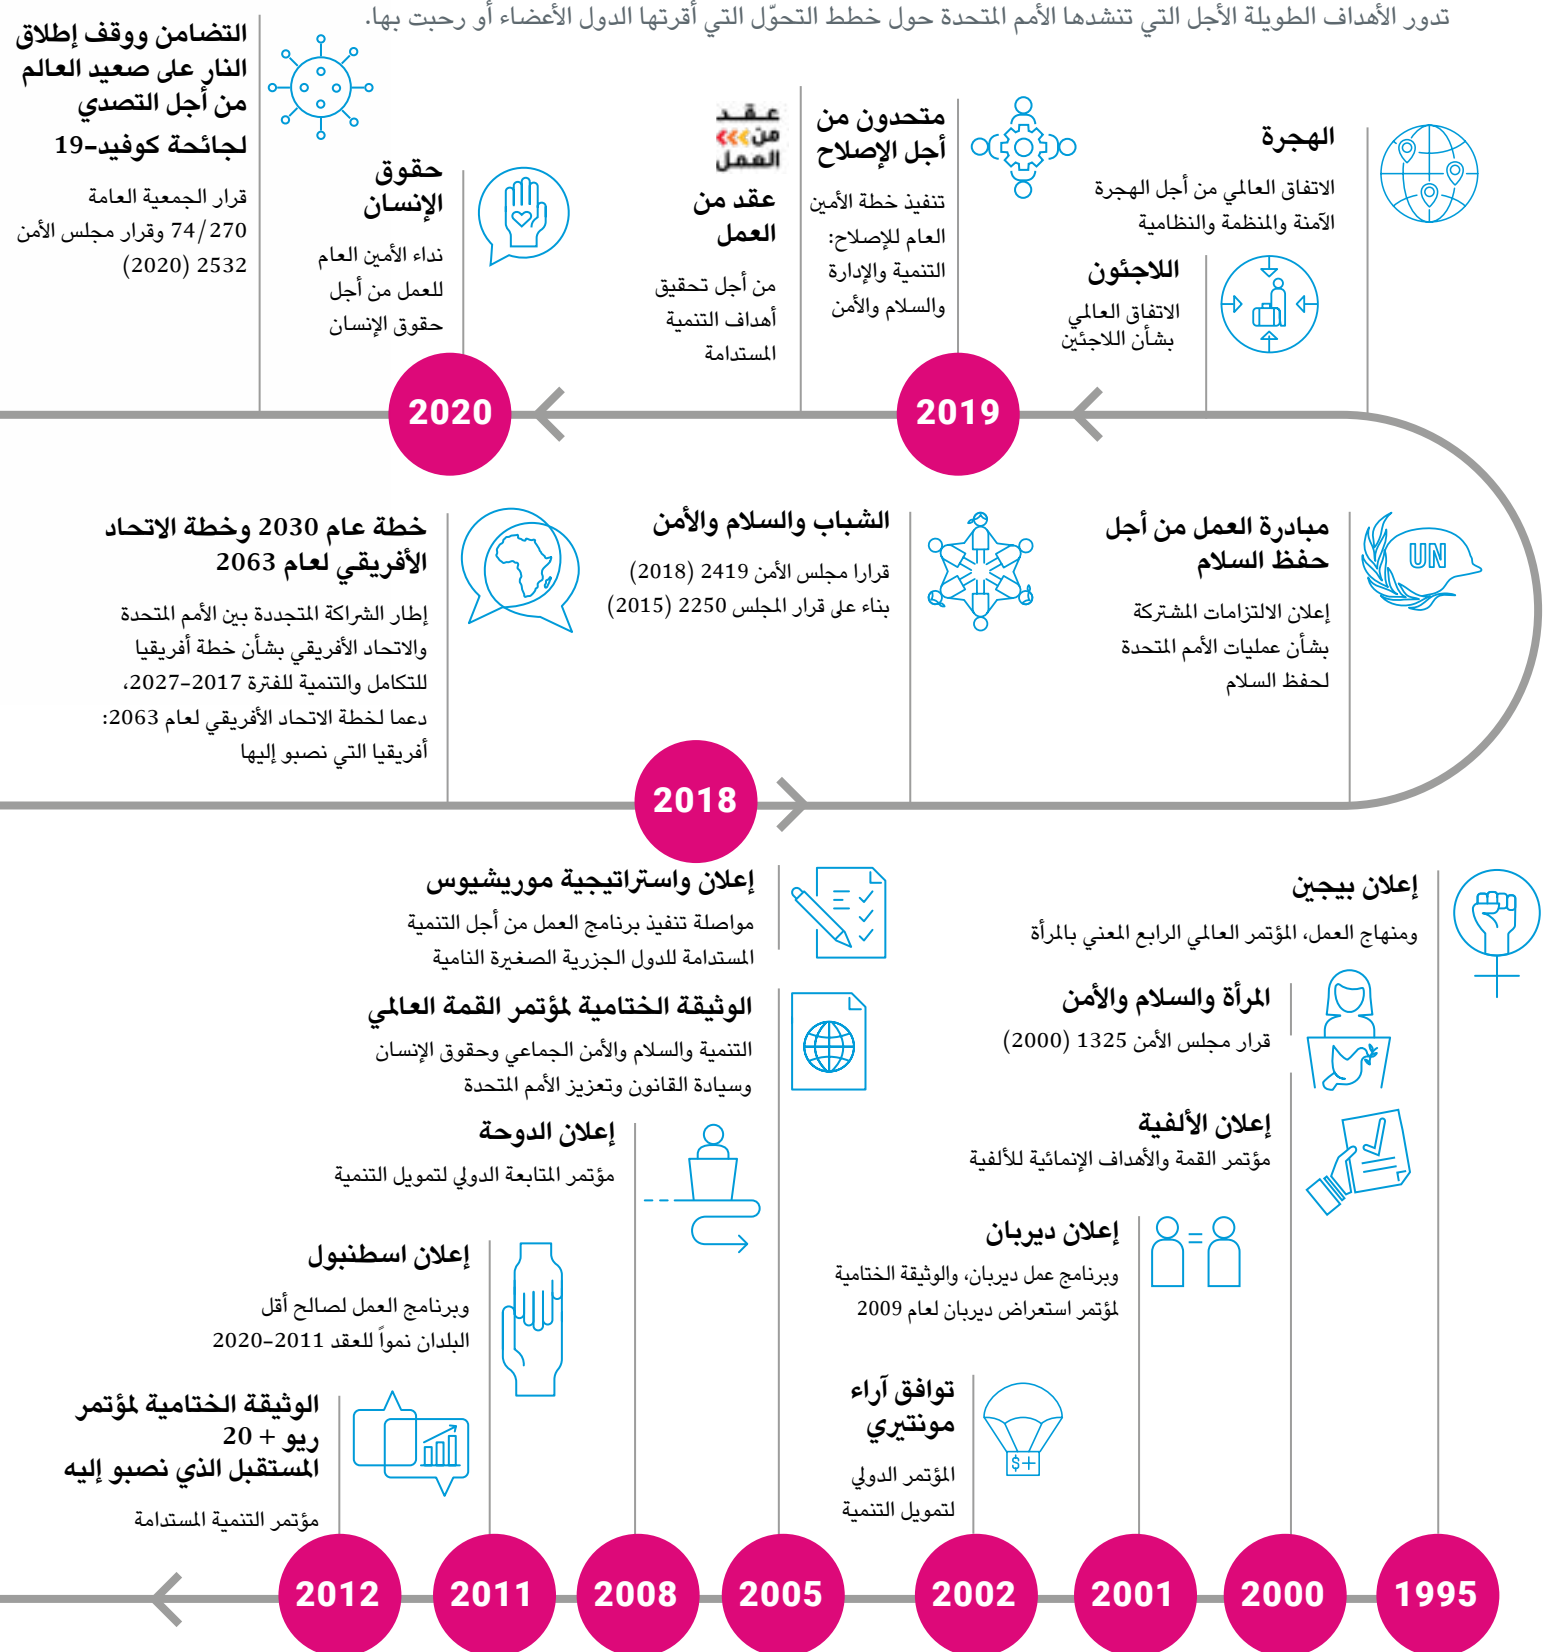 تدور الأهداف الطويلة الأجل التي تنشدها الأمم المتحدة حول خطط التحوّل التي أقرتها الدول الأعضاء أو رحبت بها.
الهجرة
الاتفاق العالمي من أجل الهجرة
الآمنة والمنظمة والنظامية
اللاجئون
الاتفاق العالمي
بشأن اللاجئين
متحدون من
أجل الإصلاح
تنفيذ خطة الأمين
العام للإصلاح:
التنمية والإدارة
والسلام والأمن
عقد
من
العمل
عقد من
العمل
من أجل تحقيق
أهداف التنمية
المستدامة
حقوق
الإنسان
نداء الأمين العام
للعمل من أجل
حقوق الإنسان
التضامن ووقف إطلاق
النار على صعيد العالم
من أجل التصدي
لجائحة كوفيد-19
قرار الجمعية العامة
74/270 وقرار مجلس الأمن
2532 (2020)
2019
2020
UN
مبادرة العمل من أجل
حفظ السلام
إعلان الالتزامات المشتركة
بشأن عمليات الأمم المتحدة
لحفظ السلام
الشباب والسلام والأمن
قرارا مجلس الأمن 2419 (2018)
بناء على قرار المجلس 2250 (2015)
خطة عام 2030 وخطة الاتحاد
الأفريقي لعام 2063
إطار الشراكة المتجددة بين الأمم المتحدة
والاتحاد الأفريقي بشأن خطة أفريقيا
للتكامل والتنمية للفترة 2017-2027،
دعما لخطة الاتحاد الأفريقي لعام 2063:
أفريقيا التي نصبو إليها
2018
إعلان بيجين
ومنهاج العمل، المؤتمر العالمي الرابع المعني بالمرأة
المرأة والسلام والأمن
قرار مجلس الأمن 1325 (2000)
إعلان الألفية
مؤتمر القمة والأهداف الإنمائية للألفية
إعلان ديربان
وبرنامج عمل ديربان، والوثيقة الختامية
لمؤتمر استعراض ديربان لعام 2009
توافق آراء
مونتيري
المؤتمر الدولي
لتمويل التنمية
$+
إعلان واستراتيجية موريشيوس
مواصلة تنفيذ برنامج العمل من أجل التنمية
المستدامة للدول الجزرية الصغيرة النامية
الوثيقة الختامية لمؤتمر القمة العالمي
التنمية والسلام والأمن الجماعي وحقوق الإنسان
وسيادة القانون وتعزيز الأمم المتحدة
إعلان الدوحة
مؤتمر المتابعة الدولي لتمويل التنمية
إعلان اسطنبول
وبرنامج العمل لصالح أقل
البلدان نمواً للعقد 2011-2020
الوثيقة الختامية لمؤتمر
ريو + 20
المستقبل الذي نصبو إليه
مؤتمر التنمية المستدامة
1995
2000
2001
2002
2005
2008
2011
2012